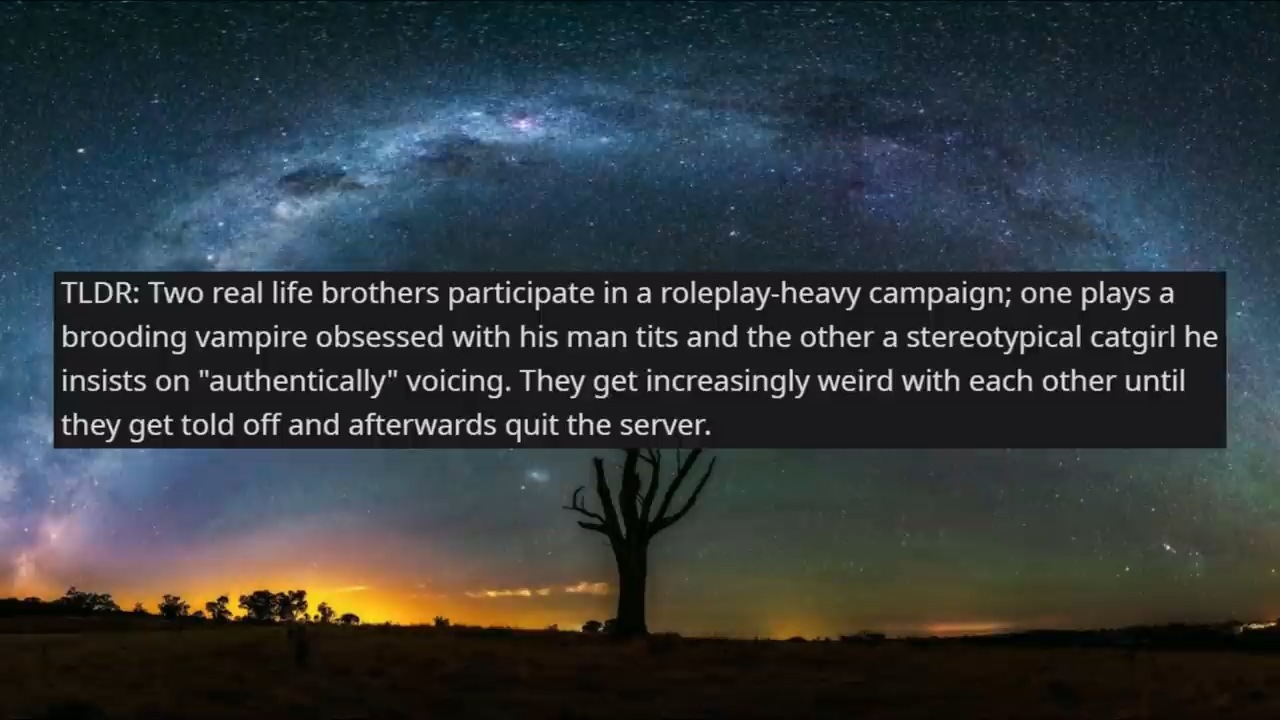 TLDR: Two real life brothers participate in a roleplay-heavy campaign; one plays a
brooding vampire obsessed with his man tits and the other a stereotypical catgirl he
insists on "authentically" voicing. They get increasingly weird with each other until
they get told off and afterwards quit the server.